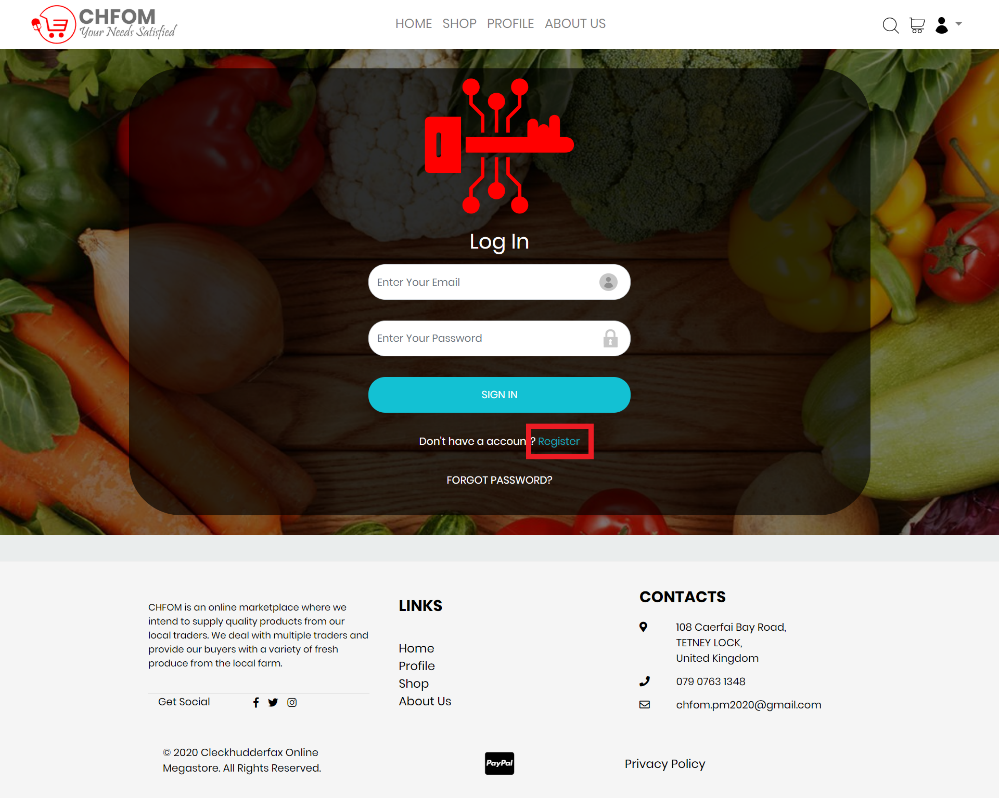 CHFOM
Your Needs Satisfied
HOME SHOP PROFILE ABOUT US
Log In
Enter Your Email
Enter Your Password
SIGN IN
Don't have a accoun? Register
FORGOT PASSWORD?
CHFOM is an online marketplace where we
intend to supply quality products from our
local traders. We deal with multiple traders and
provide our buyers with a variety of fresh
produce from the local farm.
Get Social
LINKS
Home
Profile
Shop
About Us
CONTACTS
108 Caerfai Bay Road,
TETNEY LOCK,
United Kingdom
079 0763 1348
chfom.pm2020@gmail.com
© 2020 Cleckhudderfax Online
Megastore. All Rights Reserved.
PayPal
Privacy Policy